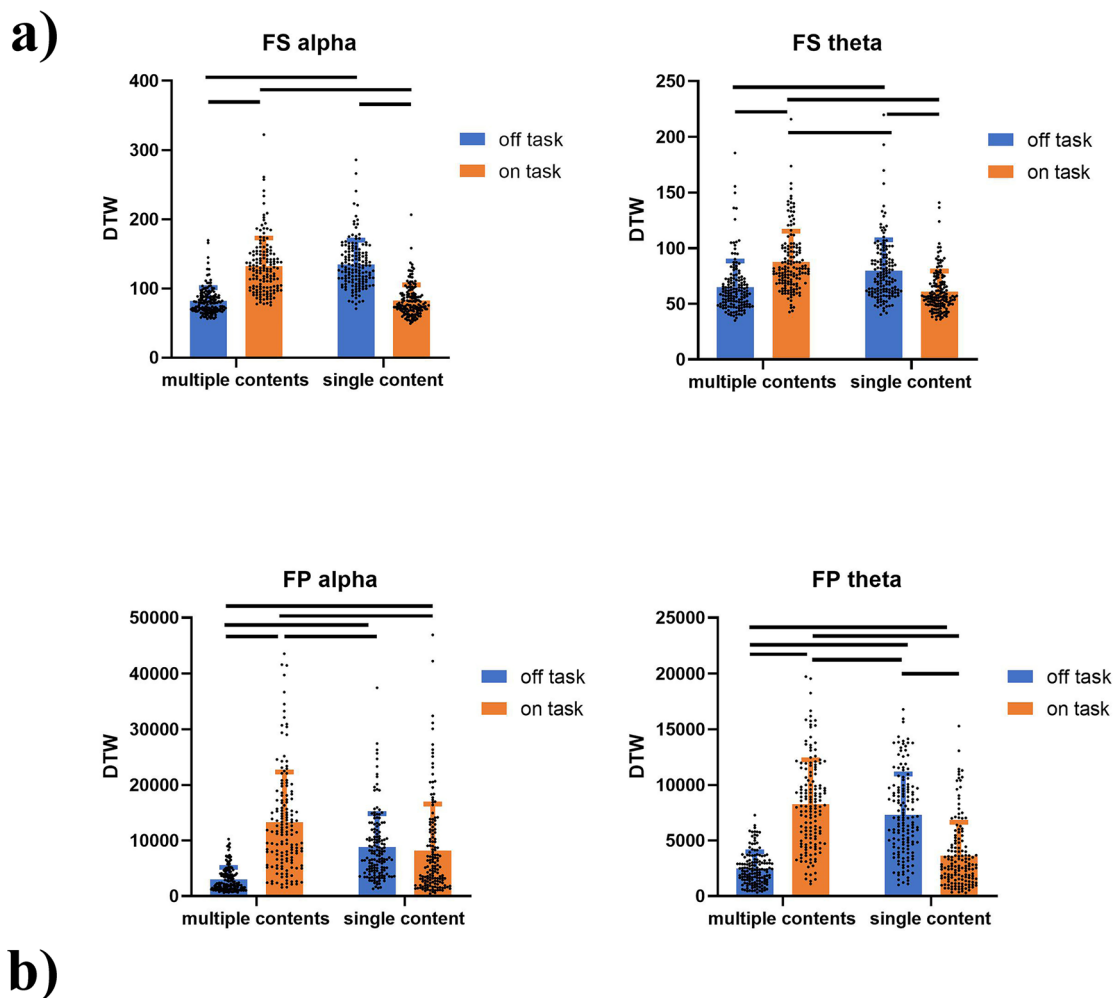 a)
FS alpha
400
300
200
100
0
DTW
multiple contents single content
off task
on task
FS theta
250
200
150
100
50
0
DTW
multiple contents single content
off task
on task
FP alpha
50000
40000
30000
20000
10000
0
DTW
multiple contents single content
off task
on task
FP theta
25000
20000
15000
10000
5000
0
DTW
multiple contents single content
off task
on task
b)